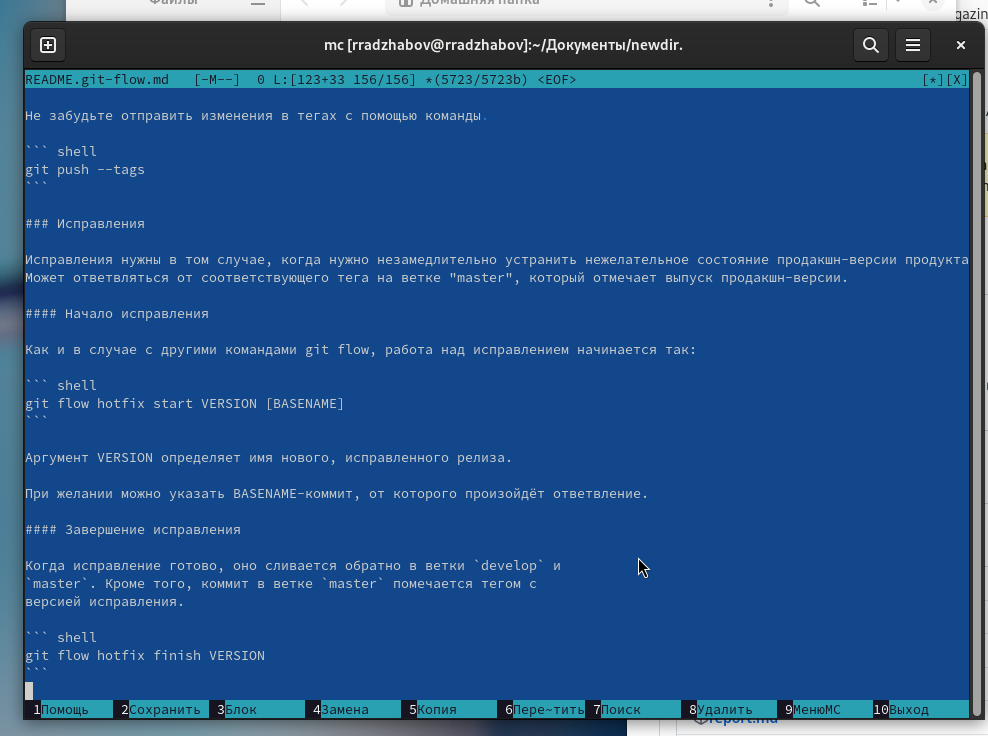 Файлы
Домашняя папка
gazin
mc [rradzhabov@rradzhabov]:~/Документы/newdir.
README.git-flow.md [-M--] 0 L:[123+33 156/156] *(5723/5723b) <EOF> [*][X]
Не забудьте отправить изменения в тегах с помощью команды.
``` shell
git push --tags
```
### Исправления
Исправления нужны в том случае, когда нужно незамедлительно устранить нежелательное состояние продакшн-версии продукта
Может ответвляться от соответствующего тега на ветке "master", который отмечает выпуск продакшн-версии.
#### Начало исправления
Как и в случае с другими командами git flow, работа над исправлением начинается так:
``` shell
git flow hotfix start VERSION [BASENAME]
```
Аргумент VERSION определяет имя нового, исправленного релиза.
При желании можно указать BASENAME-коммит, от которого произойдёт ответвление.
#### Завершение исправления
Когда исправление готово, оно сливается обратно в ветки `develop` и
`master`. Кроме того, коммит в ветке `master` помечается тегом с
версией исправления.
``` shell
git flow hotfix finish VERSION
```
1Помощь 2Сохранить 3Блок 4Замена 5Копия 6Пере~тить 7Поиск 8Удалить 9МенюMC 10Выход
report.md